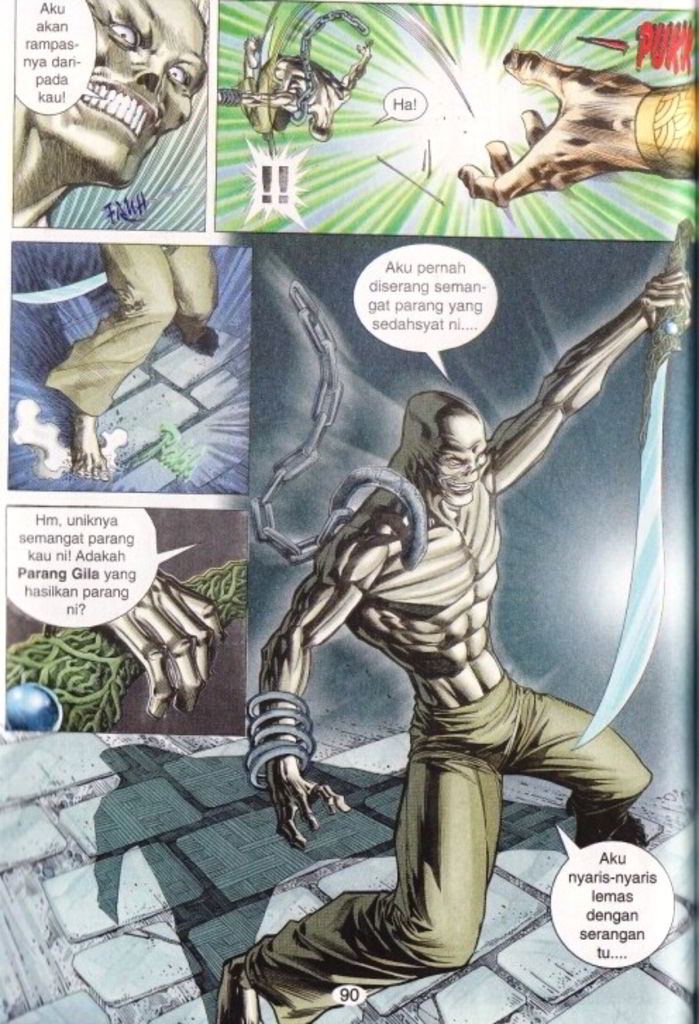 Aku
akan
rampas-
nya dari-
pada
kau!
FAHH
Ha!
!!
PUKK
Aku pernah
diserang seman-
gat parang yang
sedahsyat ni....
Hm, uniknya
semangat parang
kau ni! Adakah
Parang Gila yang
hasilkan parang
ni?
Aku
nyaris-nyaris
lemas
dengan
serangan
tu....
90